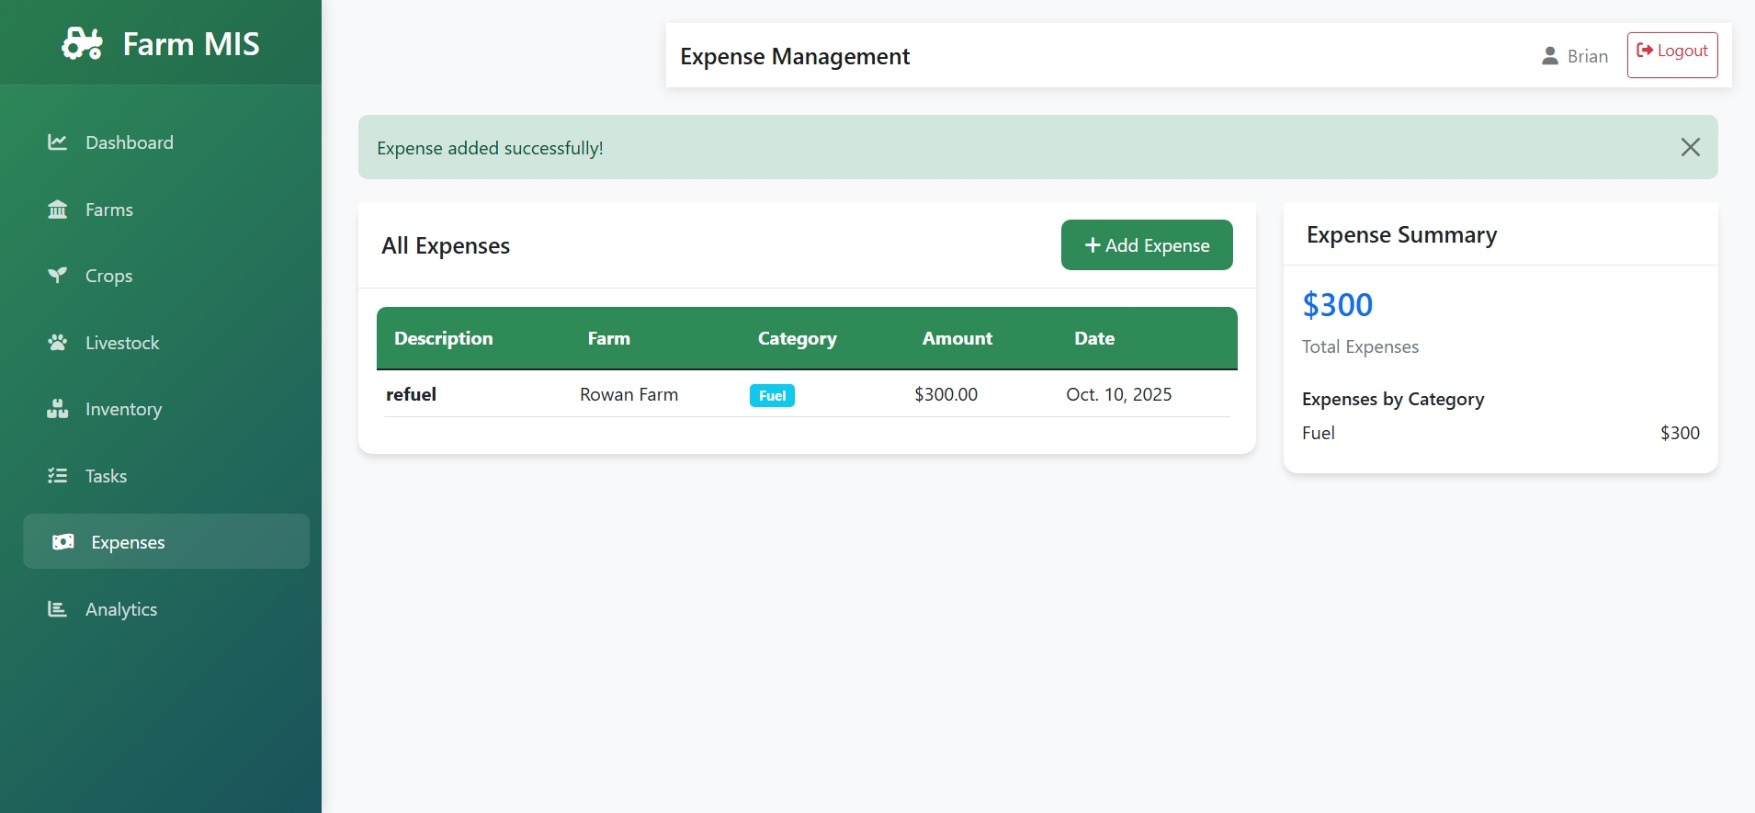 Farm MIS
Dashboard
Farms
Crops
Livestock
Inventory
Tasks
Expenses
Analytics
Expense Management
Brian
Logout
Expense added successfully!
All Expenses
Add Expense
Description Farm Category Amount Date
refuel Rowan Farm Fuel $300.00 Oct. 10, 2025
Expense Summary
$300
Total Expenses
Expenses by Category
Fuel $300